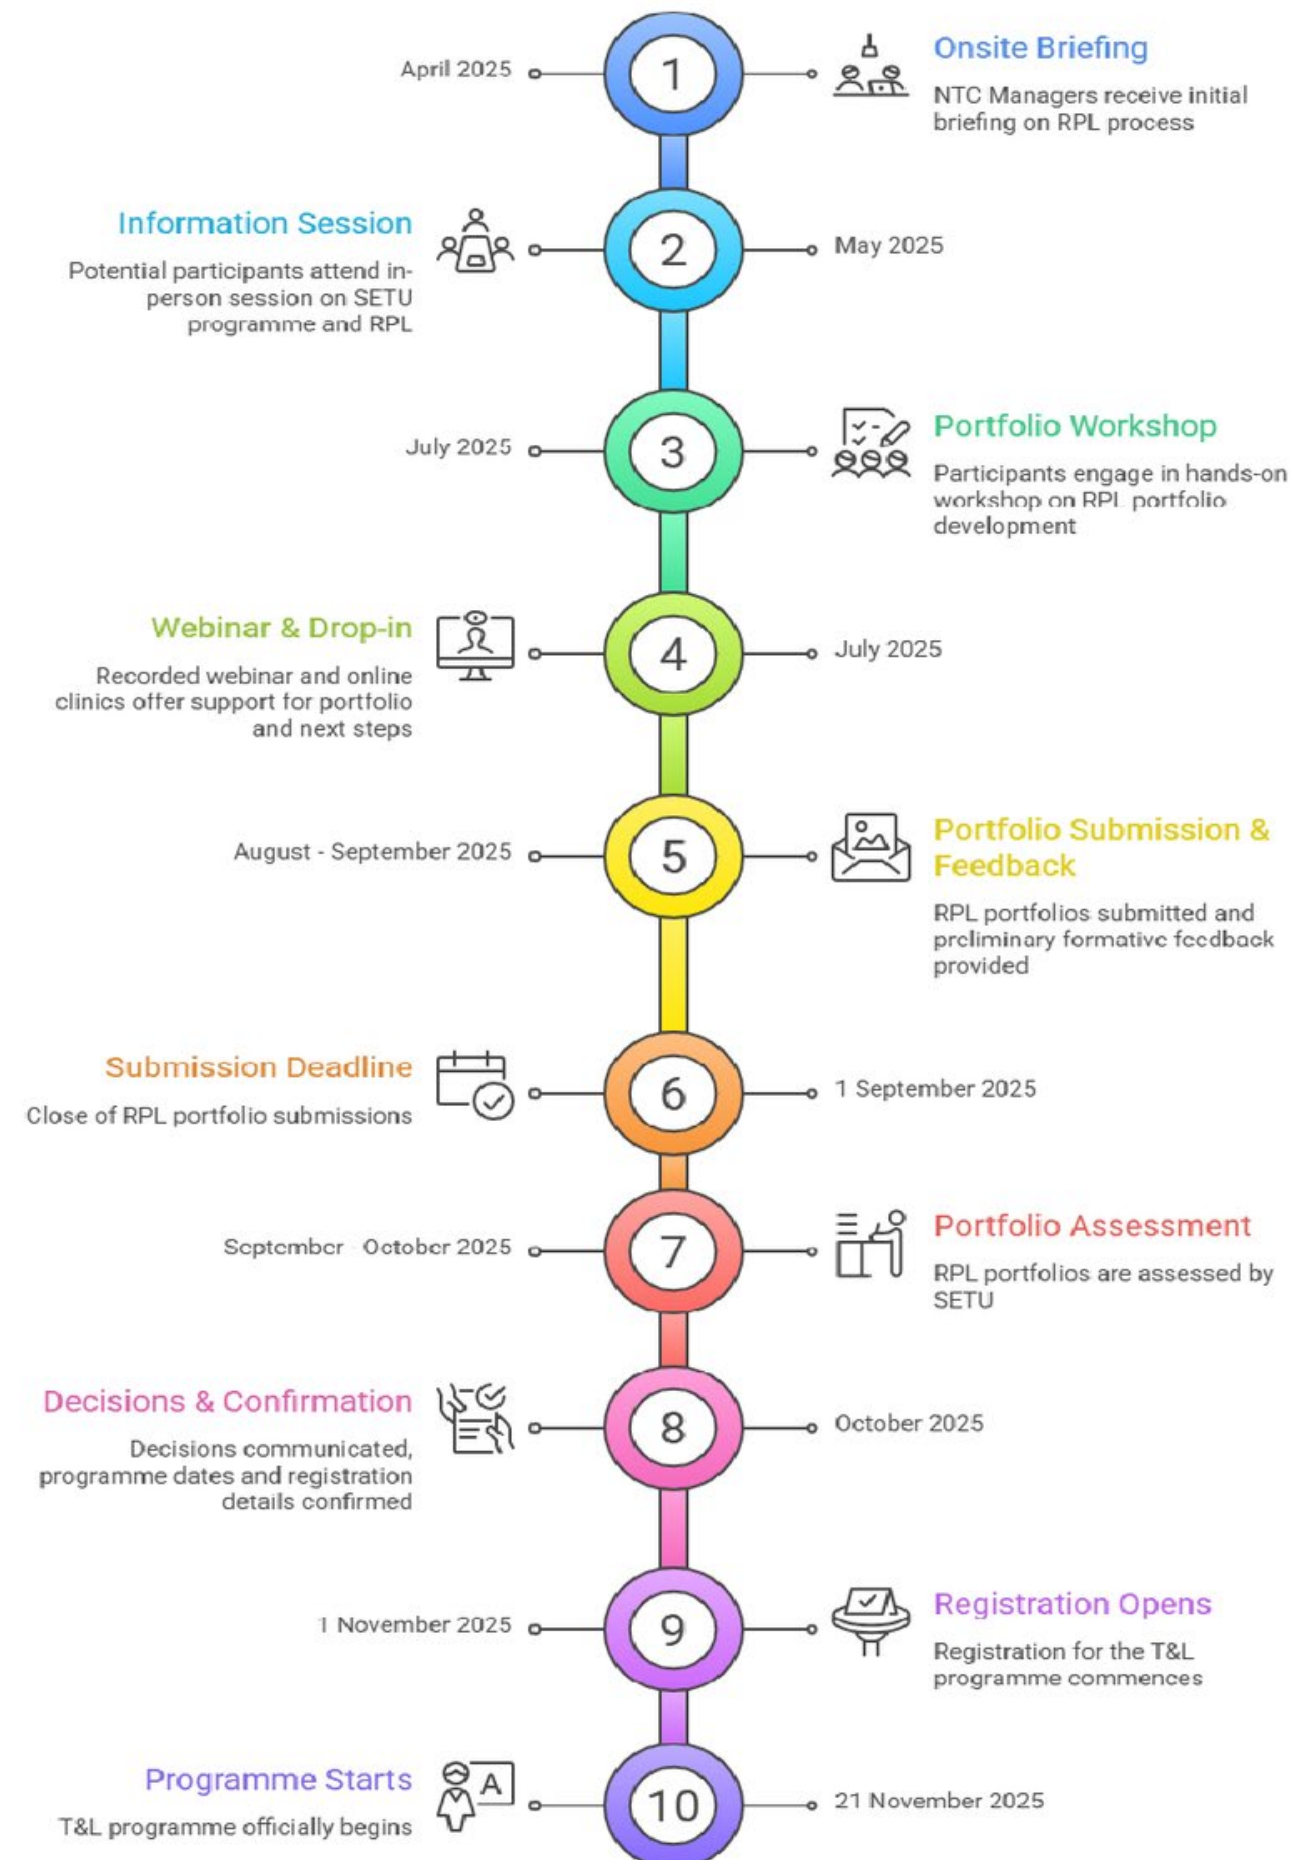 April 2025
1
Onsite Briefing
NTC Managers receive initial
briefing on RPL process
Information Session
Potential participants attend in-
person session on SETU
programme and RPL
2
May 2025
July 2025
3
Portfolio Workshop
Participants engage in hands-on
workshop on RPL portfolio
development
Webinar & Drop-in
Recorded webinar and online
clinics offer support for portfolio
and next steps
4
July 2025
August - September 2025
5
Portfolio Submission &
Feedback
RPL portfolios submitted and
preliminary formative feedback
provided
Submission Deadline
Close of RPL portfolio submissions
6
1 September 2025
September - October 2025
7
Portfolio Assessment
RPL portfolios are assessed by
SETU
Decisions & Confirmation
Decisions communicated,
programme dates and registration
details confirmed
8
October 2025
1 November 2025
9
Registration Opens
Registration for the T&L
programme commences
Programme Starts
T&L programme officially begins
A
10
21 November 2025